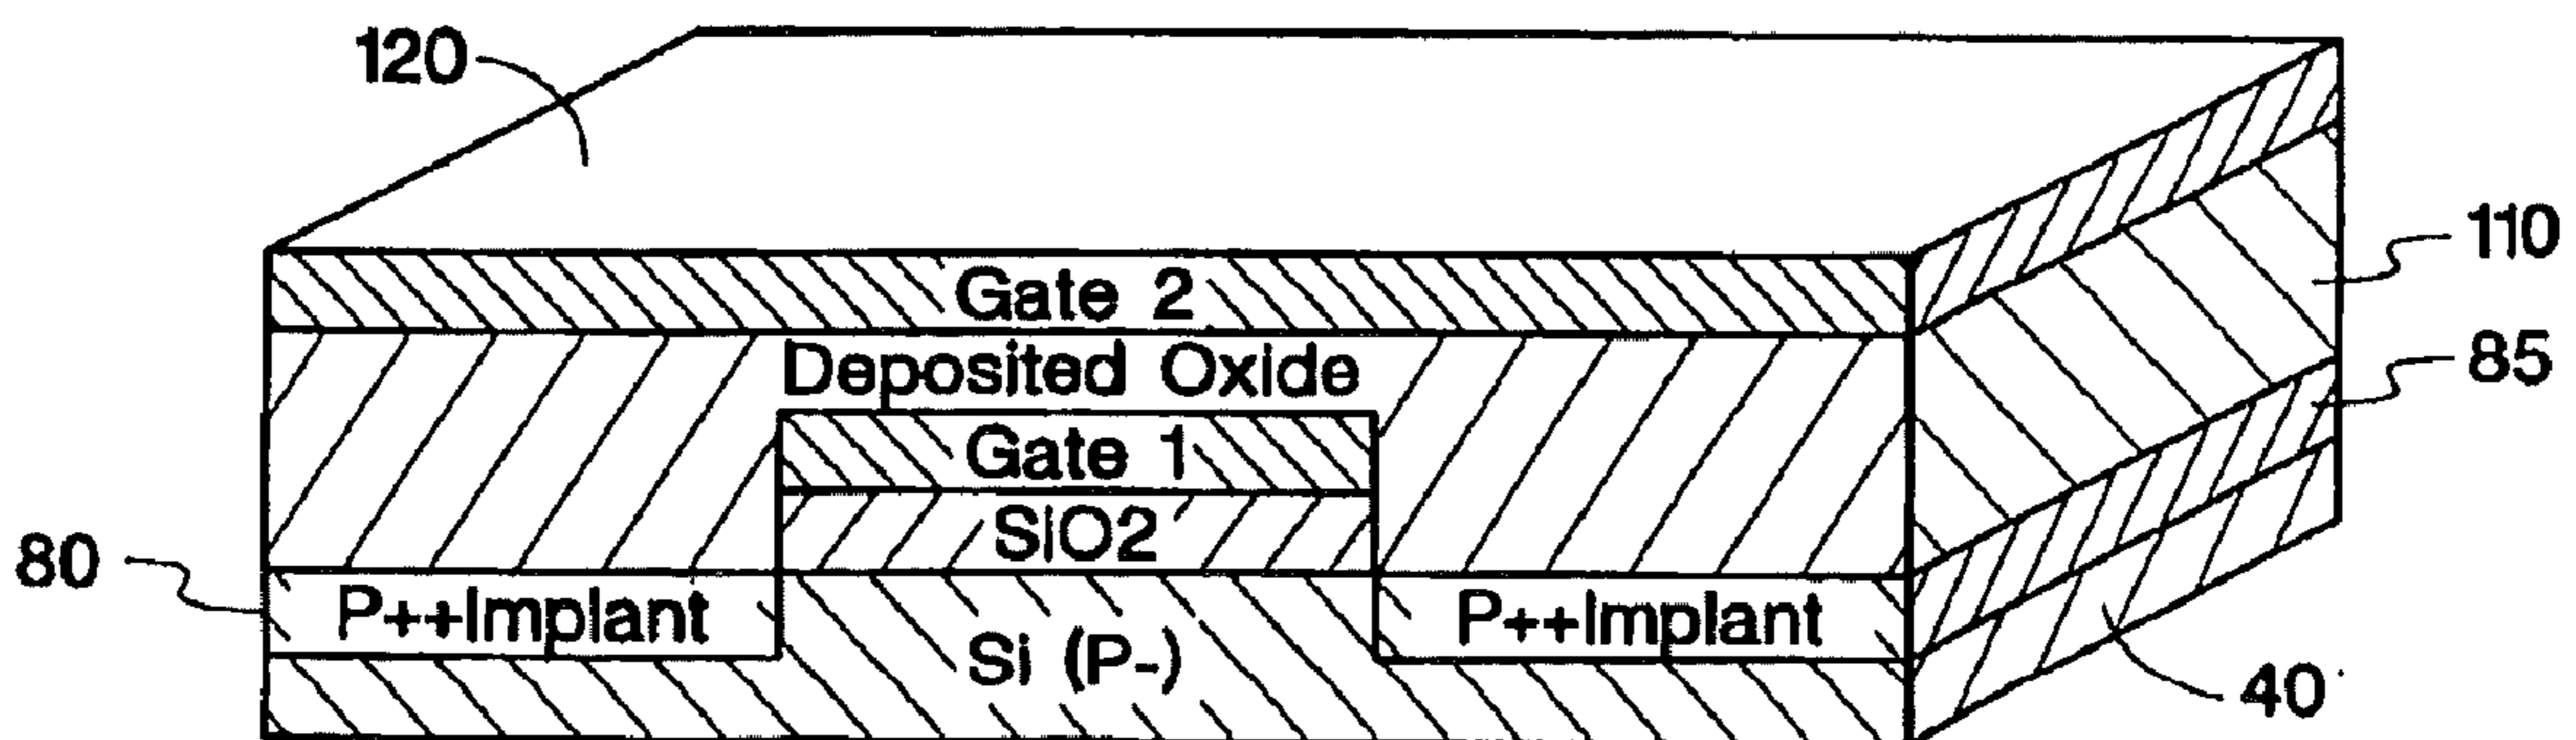 120
Gate 2
110
Deposited Oxide
85
Gate 1
SiO2
80
P++Implant
P++Implant
Si (P-)
40